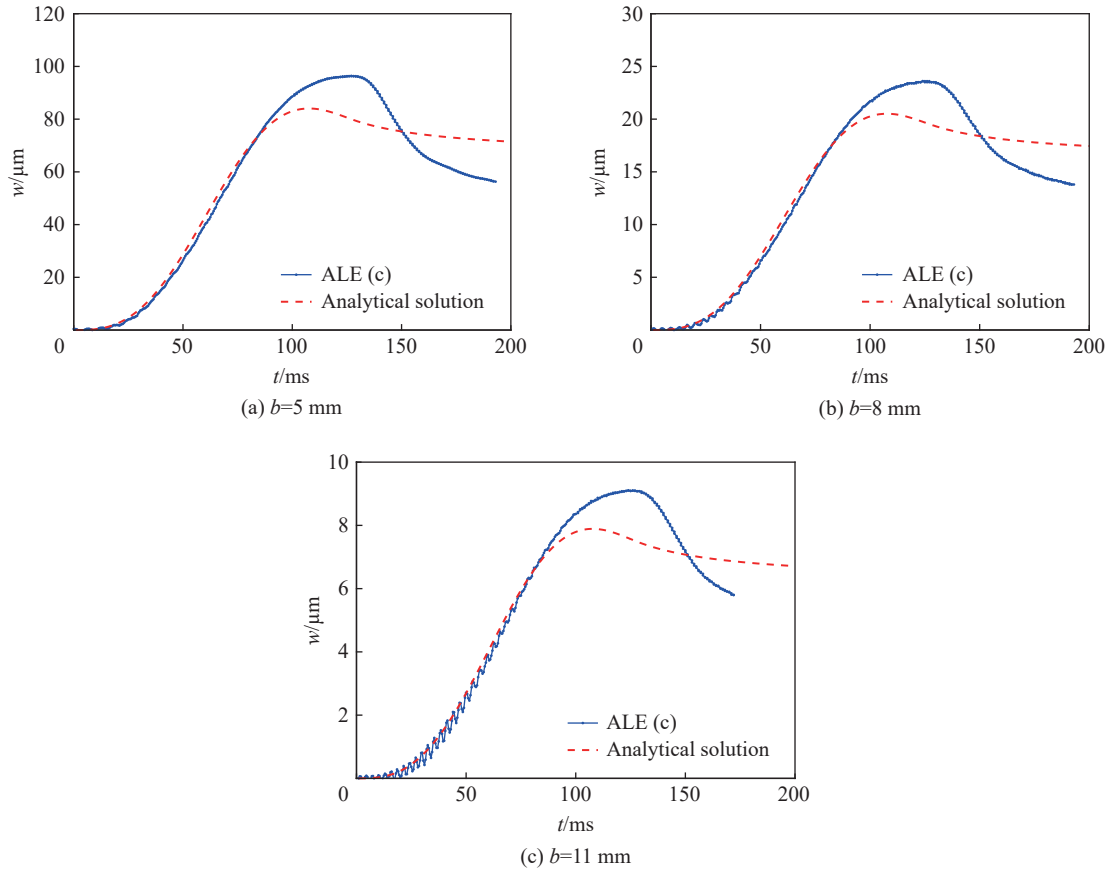 120
100
80
60
40
20
0
50
100
150
200
w/μm
t/ms
ALE (c)
Analytical solution
(a) b=5 mm
30
25
20
15
10
5
0
50
100
150
200
w/μm
t/ms
ALE (c)
Analytical solution
(b) b=8 mm
10
8
6
4
2
0
50
100
150
200
w/μm
t/ms
ALE (c)
Analytical solution
(c) b=11 mm